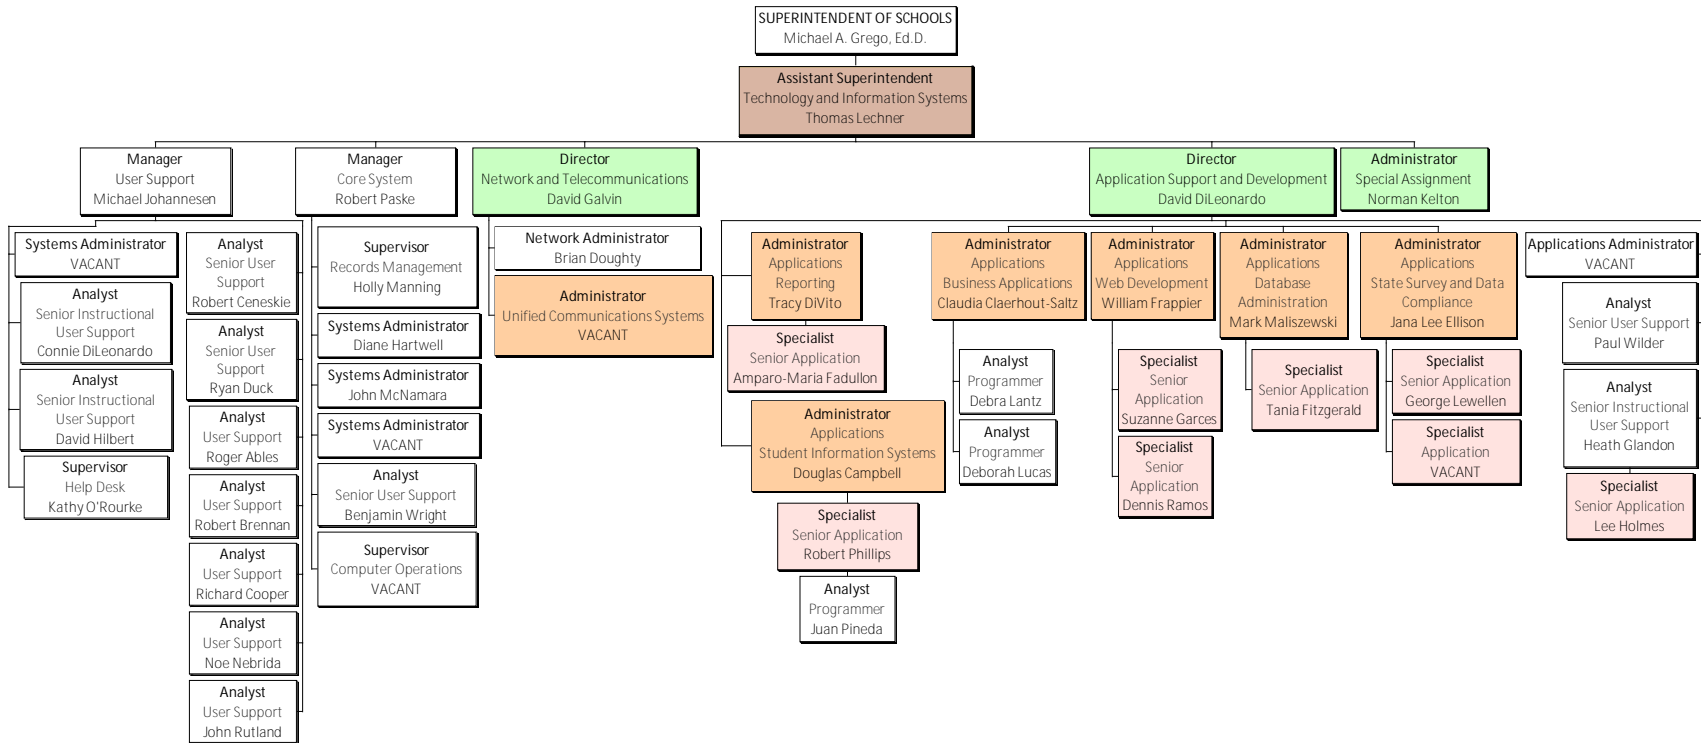 SUPERINTENDENT OF SCHOOLS
Michael A. Grego, Ed.D.
Assistant Superintendent
Technology and Information Systems
Thomas Lechner
Manager
User Support
Michael Johannesen
Manager
Core System
Robert Paske
Director
Network and Telecommunications
David Galvin
Director
Application Support and Development
David DiLeonardo
Administrator
Special Assignment
Norman Kelton
Systems Administrator
VACANT
Analyst
Senior Instructional
User Support
Connie DiLeonardo
Analyst
Senior Instructional
User Support
David Hilbert
Supervisor
Help Desk
Kathy O'Rourke
Analyst
Senior User
Support
Robert Ceneskie
Analyst
Senior User
Support
Ryan Duck
Analyst
User Support
Roger Ables
Analyst
User Support
Robert Brennan
Analyst
User Support
Richard Cooper
Analyst
User Support
Noe Nebrida
Analyst
User Support
John Rutland
Supervisor
Records Management
Holly Manning
Systems Administrator
Diane Hartwell
Systems Administrator
John McNamara
Systems Administrator
VACANT
Analyst
Senior User Support
Benjamin Wright
Supervisor
Computer Operations
VACANT
Network Administrator
Brian Doughty
Administrator
Unified Communications Systems
VACANT
Administrator
Applications
Reporting
Tracy DiVito
Specialist
Senior Application
Amparo-Maria Fadullon
Administrator
Applications
Student Information Systems
Douglas Campbell
Specialist
Senior Application
Robert Phillips
Analyst
Programmer
Juan Pineda
Administrator
Applications
Business Applications
Claudia Claerhout-Saltz
Analyst
Programmer
Debra Lantz
Analyst
Programmer
Deborah Lucas
Administrator
Applications
Web Development
William Frappier
Specialist
Senior
Application
Suzanne Garces
Specialist
Senior
Application
Dennis Ramos
Administrator
Applications
Database
Administration
Mark Maliszewski
Specialist
Senior Application
Tania Fitzgerald
Administrator
Applications
State Survey and Data
Compliance
Jana Lee Ellison
Specialist
Senior Application
George Lewellen
Specialist
Application
VACANT
Applications Administrator
VACANT
Analyst
Senior User Support
Paul Wilder
Analyst
Senior Instructional
User Support
Heath Glandon
Specialist
Senior Application
Lee Holmes